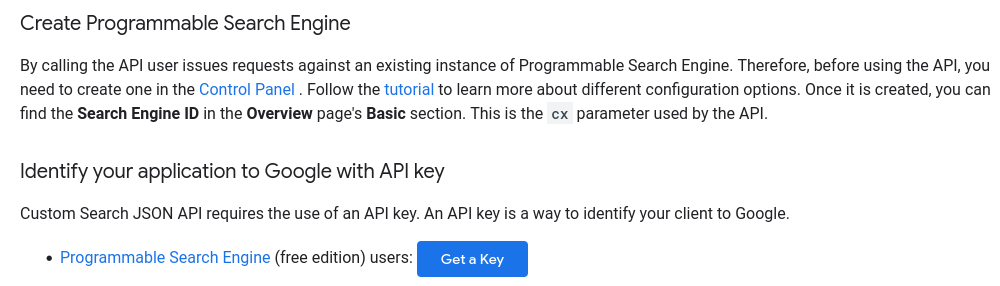 Create Programmable Search Engine
By calling the API user issues requests against an existing instance of Programmable Search Engine. Therefore, before using the API, you
need to create one in the Control Panel . Follow the tutorial to learn more about different configuration options. Once it is created, you can
find the Search Engine ID in the Overview page's Basic section. This is the cx parameter used by the API.
Identify your application to Google with API key
Custom Search JSON API requires the use of an API key. An API key is a way to identify your client to Google.
• Programmable Search Engine (free edition) users: Get a Key